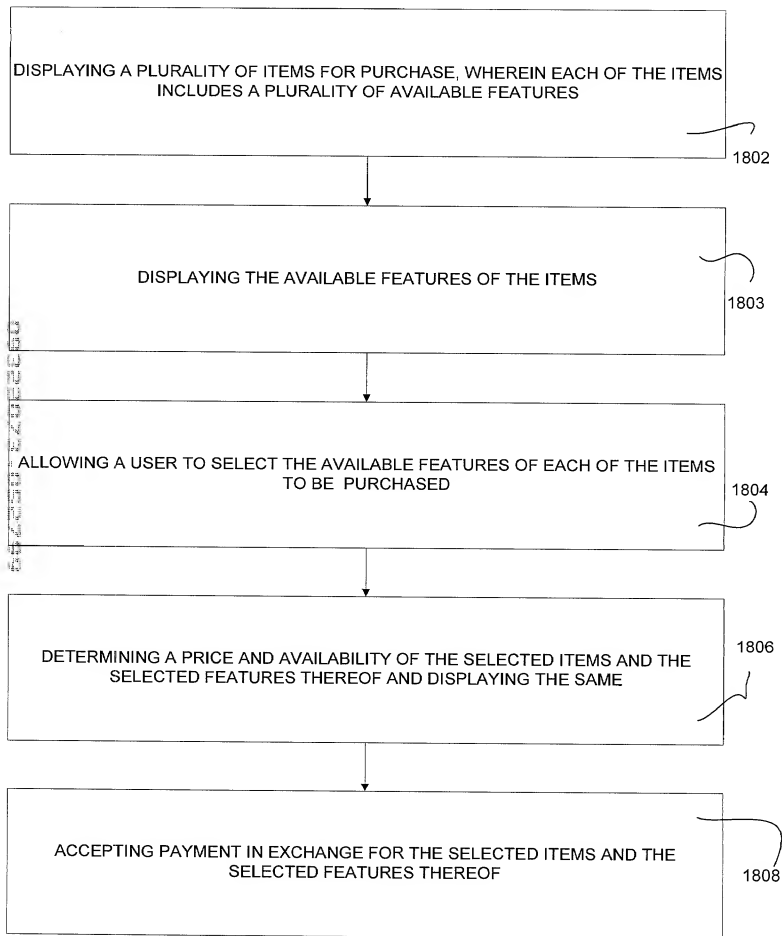 DISPLAYING A PLURALITY OF ITEMS FOR PURCHASE, WHEREIN EACH OF THE ITEMS
INCLUDES A PLURALITY OF AVAILABLE FEATURES
1802
DISPLAYING THE AVAILABLE FEATURES OF THE ITEMS
1803
ALLOWING A USER TO SELECT THE AVAILABLE FEATURES OF EACH OF THE ITEMS
TO BE PURCHASED
1804
DETERMINING A PRICE AND AVAILABILITY OF THE SELECTED ITEMS AND THE
SELECTED FEATURES THEREOF AND DISPLAYING THE SAME
1806
ACCEPTING PAYMENT IN EXCHANGE FOR THE SELECTED ITEMS AND THE
SELECTED FEATURES THEREOF
1808